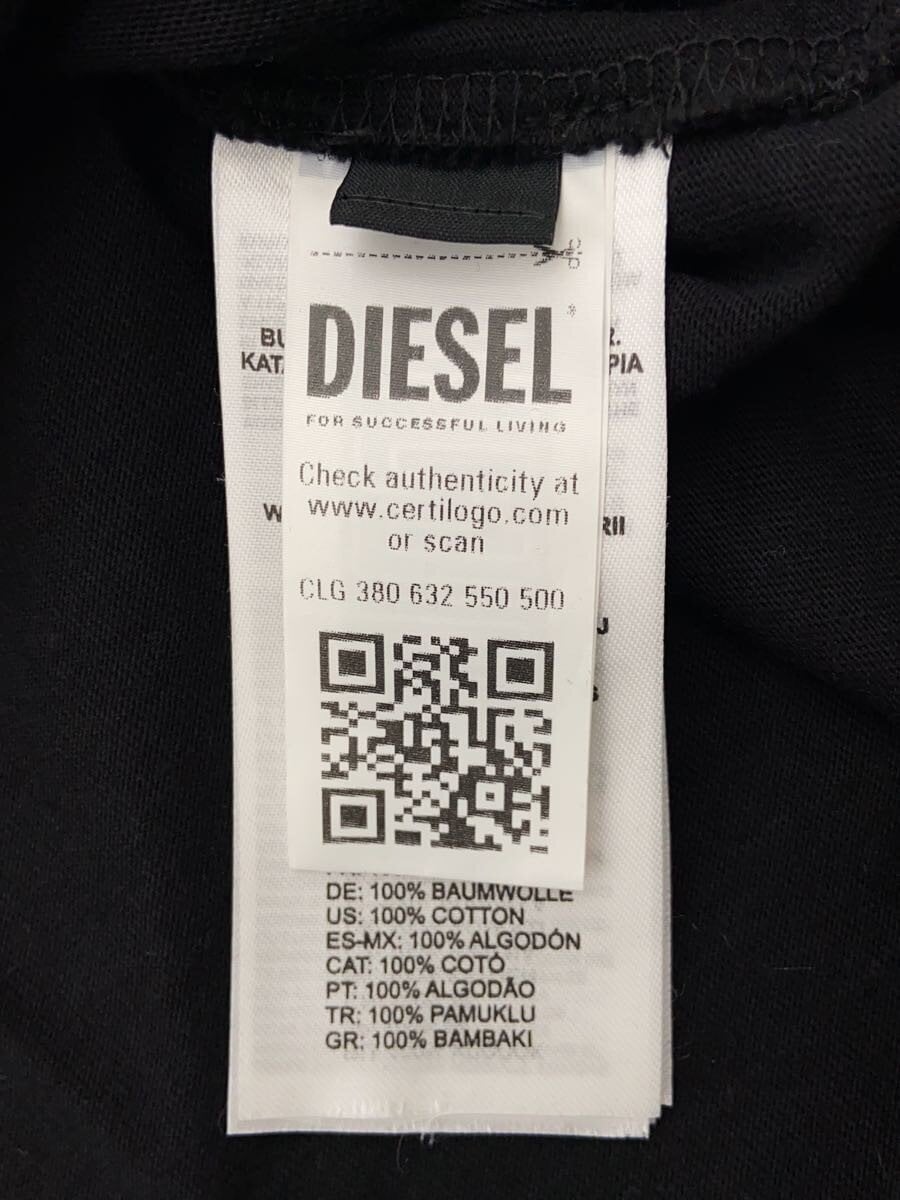 DIESEL
FOR SUCCESSFUL LIVING
Check authenticity at
www.certilogo.com
or scan
CLG 380 632 550 500
DE: 100% BAUMWOLLE
US: 100% COTTON
ES-MX: 100% ALGODÓN
CAT: 100% COTÓ
PT: 100% ALGODÃO
TR: 100% PAMUKLU
GR: 100% BAMBAKI